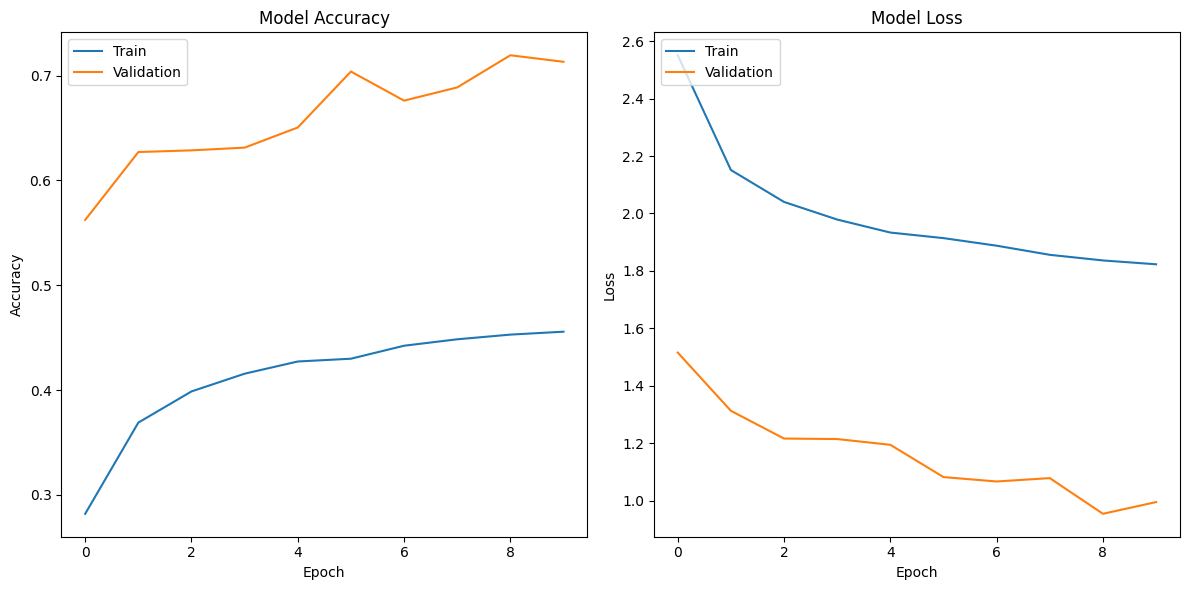 Model Accuracy
Train
Validation
0.7
0.6
0.5
0.4
0.3
Accuracy
0 2 4 6 8
Epoch
Model Loss
Train
Validation
2.6
2.4
2.2
2.0
1.8
1.6
1.4
1.2
1.0
Loss
0 2 4 6 8
Epoch